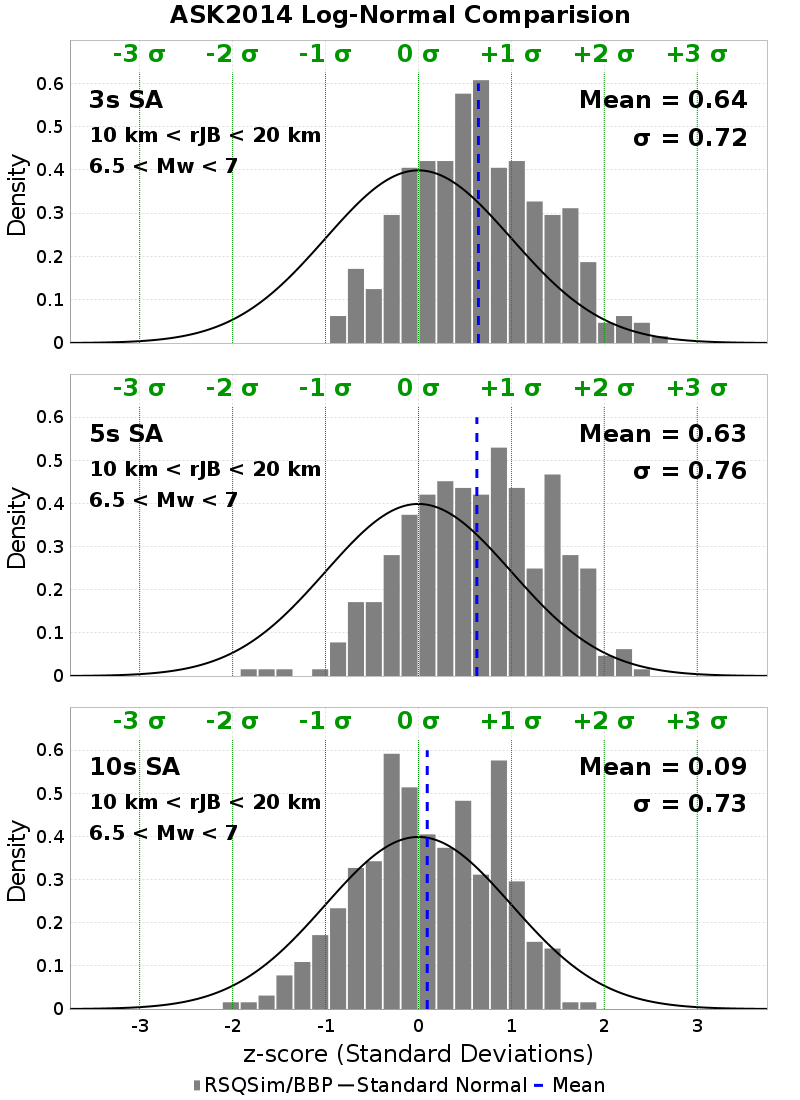 ASK2014 Log-Normal Comparision
-3 σ -2 σ -1 σ 0 σ +1 σ +2 σ +3 σ
3s SA
10 km < rJB < 20 km
6.5 < Mw < 7
Mean = 0.64
σ = 0.72
Density
0.6
0.5
0.4
0.3
0.2
0.1
0
-3 σ -2 σ -1 σ 0 σ +1 σ +2 σ +3 σ
5s SA
10 km < rJB < 20 km
6.5 < Mw < 7
Mean = 0.63
σ = 0.76
Density
0.6
0.5
0.4
0.3
0.2
0.1
0
-3 σ -2 σ -1 σ 0 σ +1 σ +2 σ +3 σ
10s SA
10 km < rJB < 20 km
6.5 < Mw < 7
Mean = 0.09
σ = 0.73
Density
0.6
0.5
0.4
0.3
0.2
0.1
0
-3 -2 -1 0 1 2 3
z-score (Standard Deviations)
RSQSim/BBP Standard Normal Mean